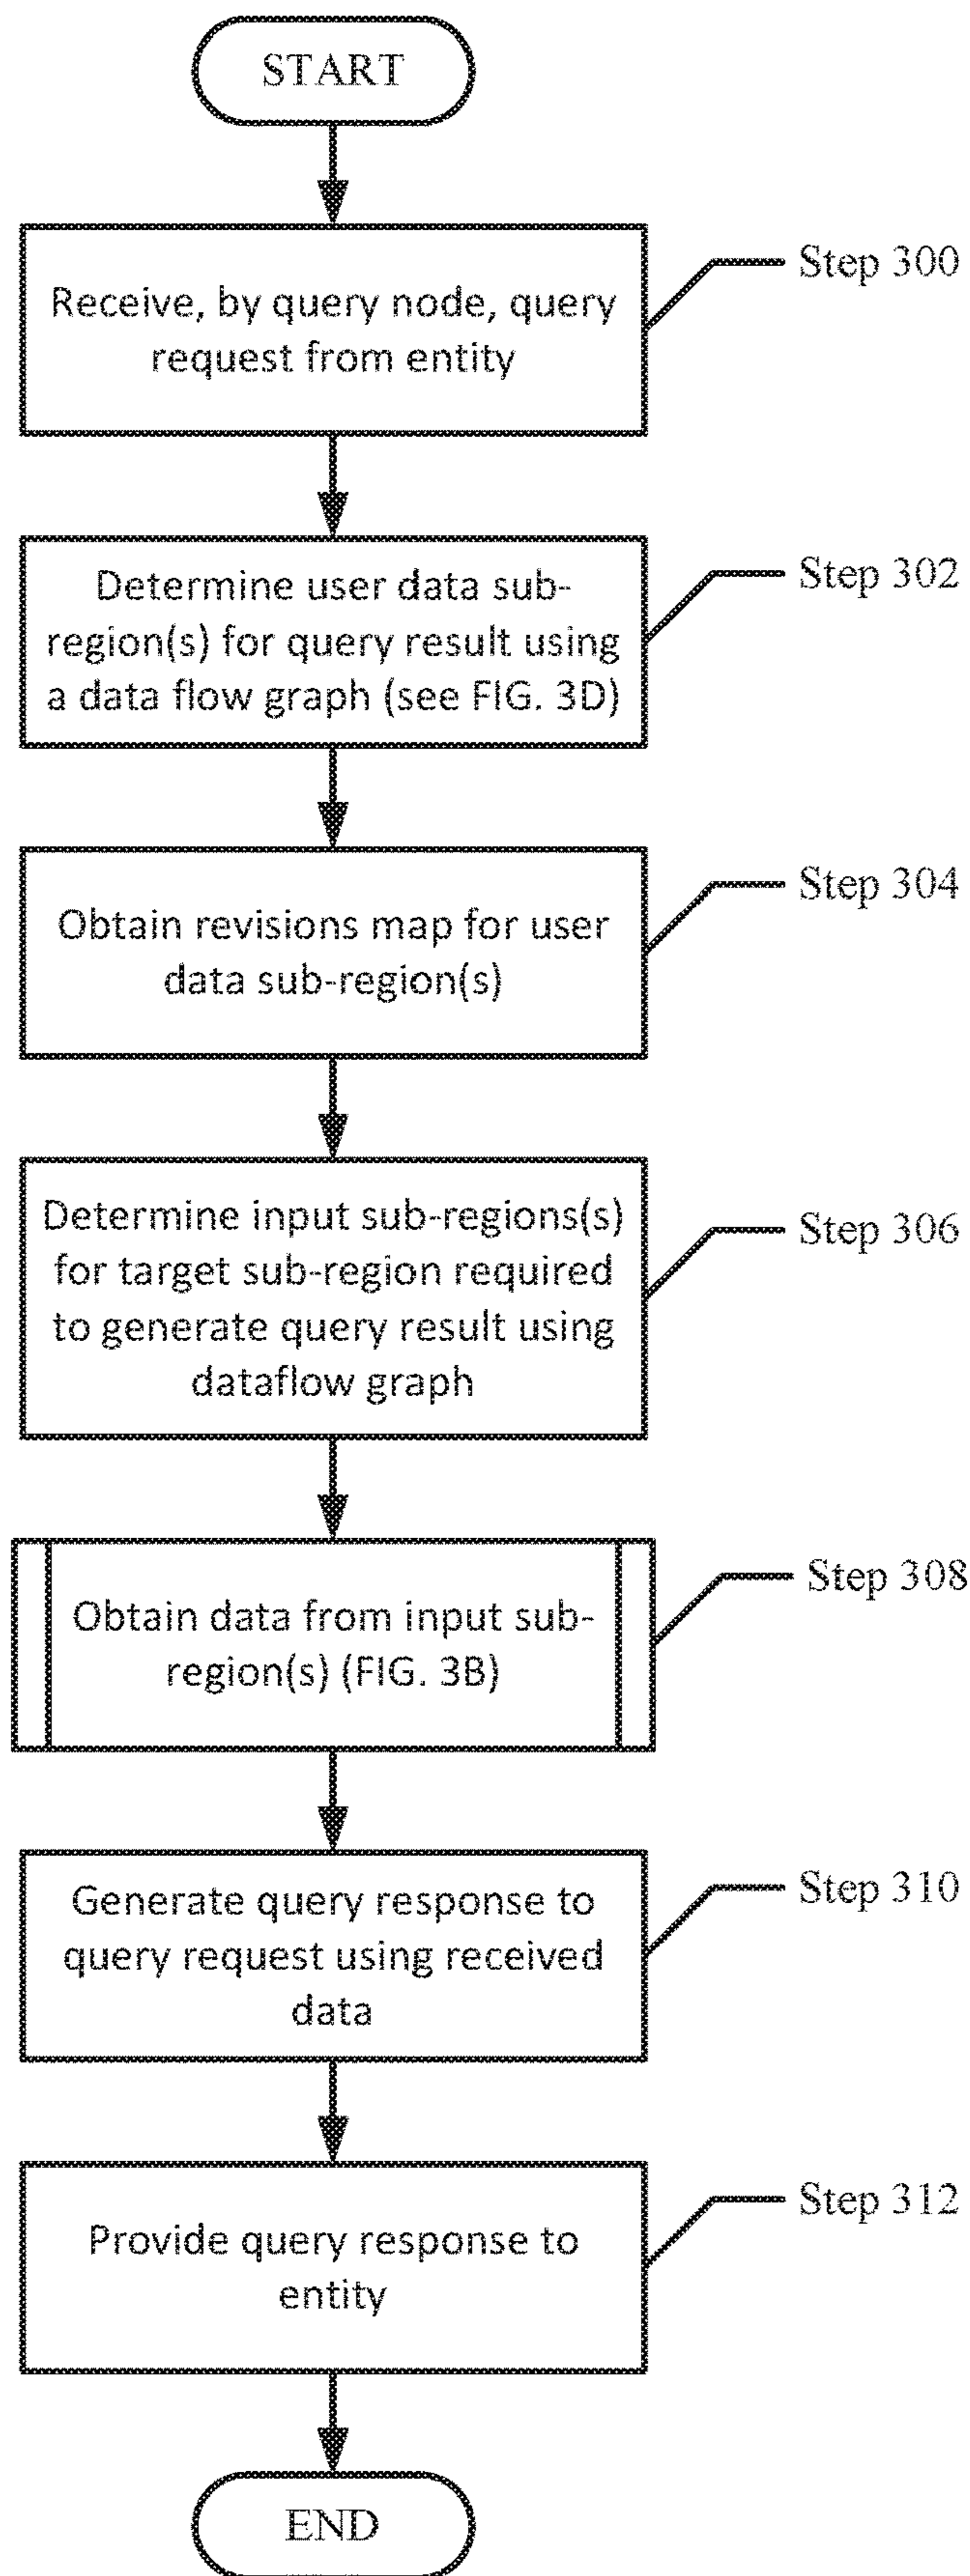 START
Receive, by query node, query
request from entity
Step 300
Determine user data sub-
region(s) for query result using
a data flow graph (see FIG. 3D)
Step 302
Obtain revisions map for user
data sub-region(s)
Step 304
Determine input sub-regions(s)
for target sub-region required
to generate query result using
dataflow graph
Step 306
Obtain data from input sub-
region(s) (FIG. 3B)
Step 308
Generate query response to
query request using received
data
Step 310
Provide query response to
entity
Step 312
END